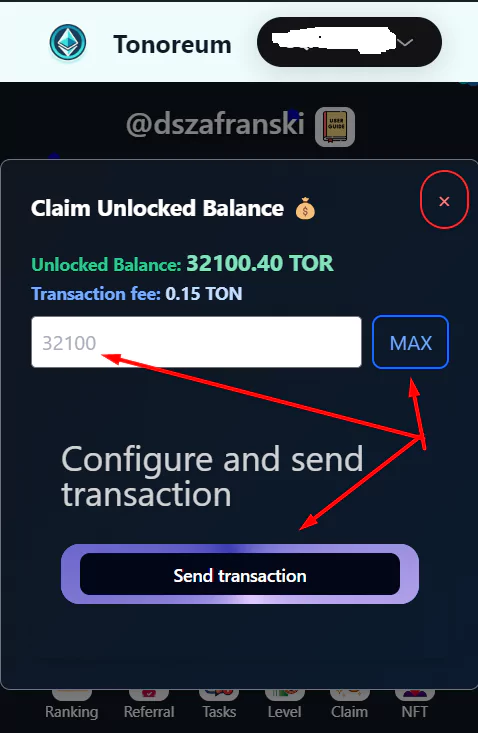 Tonoreum
@dszafranski
USER
GUIDE
Claim Unlocked Balance
×
Unlocked Balance: 32100.40 TOR
Transaction fee: 0.15 TON
32100
MAX
Configure and send
transaction
Send transaction
Ranking Referral Tasks Level Claim NFT